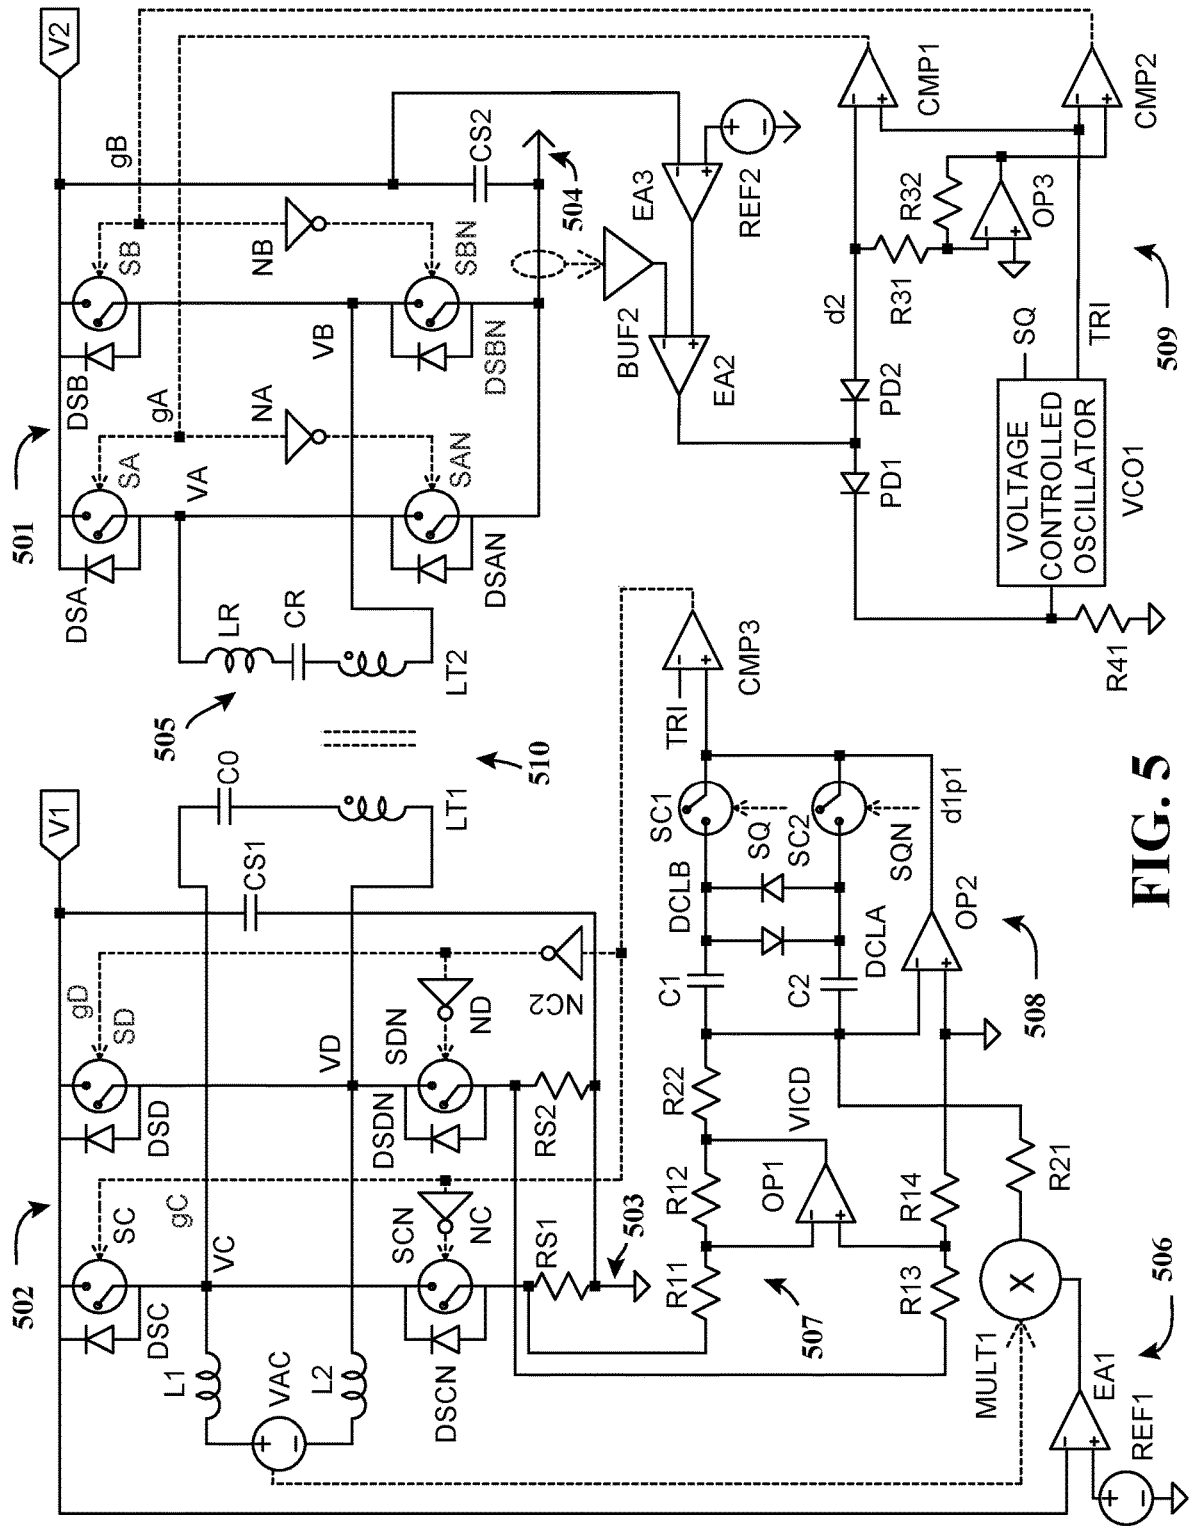 V1
V2
502
501
DSC
SC
gC
VC
DSD
SD
gD
VD
DSA
SA
gA
VA
DSB
SB
gB
VB
L1
VAC
L2
DSCN
SCN
NC
DSDN
SDN
ND
NC2
RS1
RS2
503
CS1
C0
LT1
510
505
LR
CR
LT2
NA
DSAN
SAN
NB
DSBN
SBN
CS2
504
BUF2
EA2
EA3
REF2
R11
R12
507
OP1
R13
R14
R22
VICD
C1
DCLB
C2
DCLA
SC1
SQ
SC2
SQN
d1p1
OP2
508
TRI
CMP3
MULT1
X
R21
EA1
REF1
506
PD1
PD2
d2
R31
R32
OP3
CMP1
CMP2
R41
VOLTAGE
CONTROLLED
OSCILLATOR
VCO1
SQ
TRI
509
FIG. 5